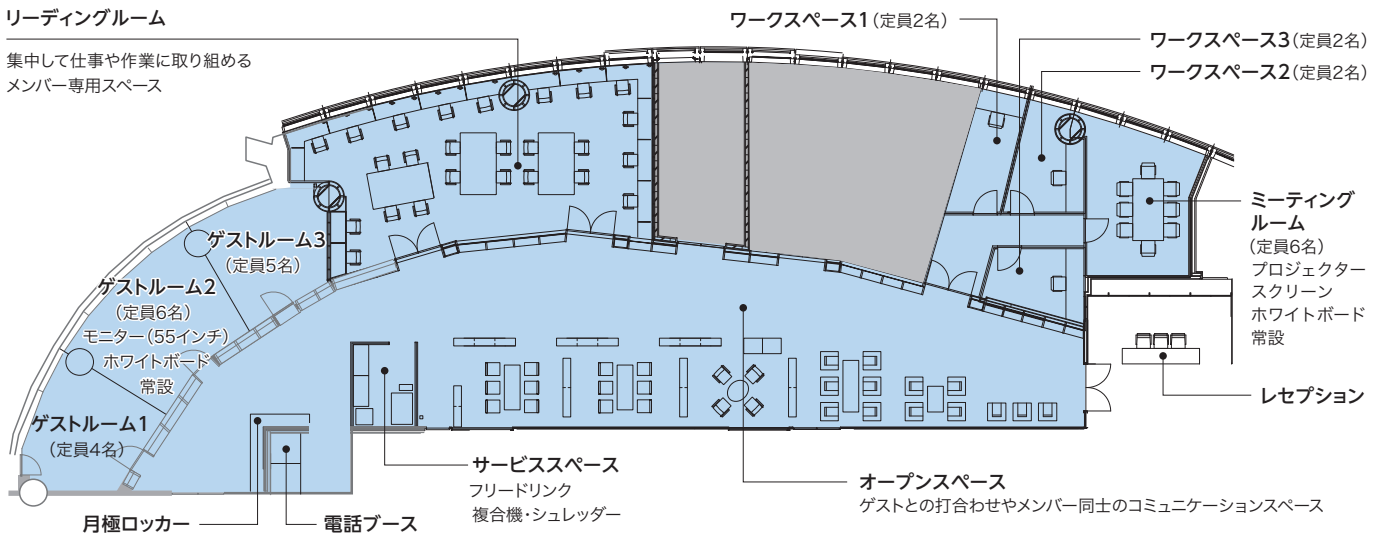 リーディングルーム
集中して仕事や作業に取り組める
メンバー専用スペース
ワークスペース1(定員2名)
ワークスペース3(定員2名)
ワークスペース2(定員2名)
ミーティング
ルーム
(定員6名)
プロジェクター
スクリーン
ホワイトボード
常設
ゲストルーム3
(定員5名)
ゲストルーム2
(定員6名)
モニター(55インチ)
ホワイトボード
常設
ゲストルーム1
(定員4名)
レセプション
サービススペース
フリードリンク
複合機・シュレッダー
オープンスペース
ゲストとの打合わせやメンバー同士のコミュニケーションスペース
月極ロッカー
電話ブース